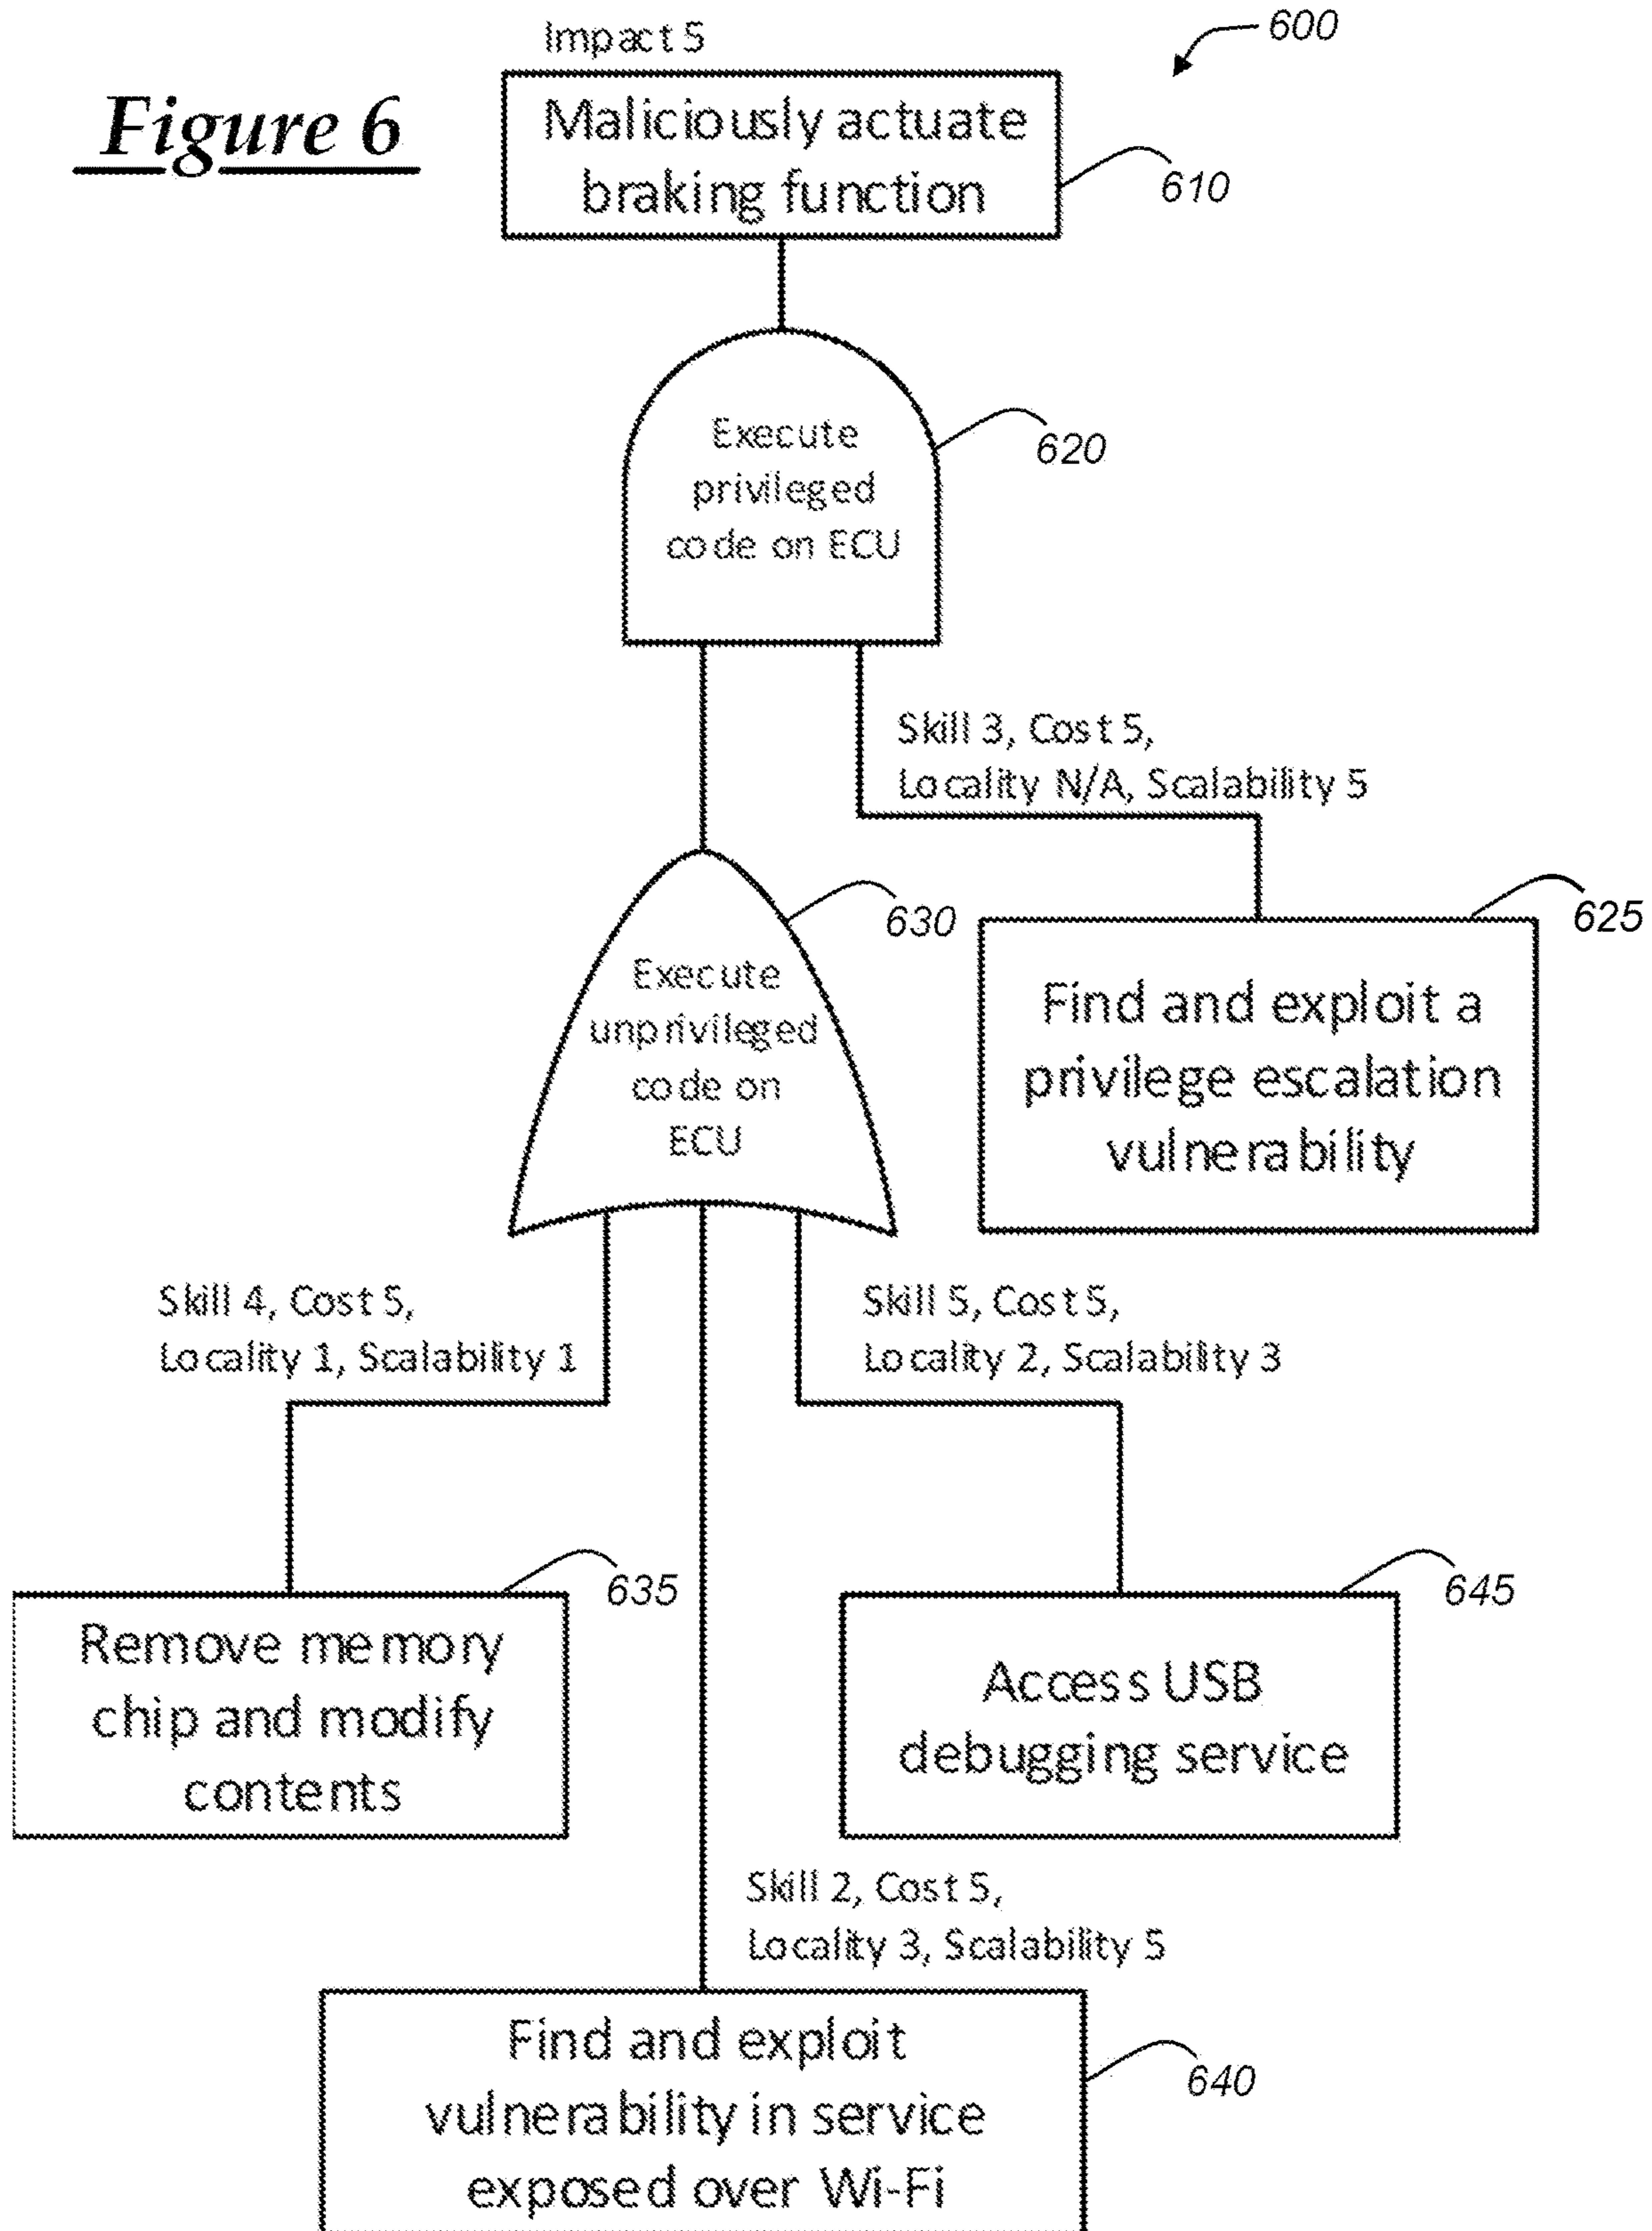 Impact 5
600
Figure 6
Maliciously actuate
braking function
610
Execute
privileged
code on ECU
620
Skill 3, Cost 5,
Locality N/A, Scalability 5
630
625
Execute
unprivileged
code on
ECU
Find and exploit a
privilege escalation
vulnerability
Skill 4, Cost 5,
Locality 1, Scalability 1
Skill 5, Cost 5,
Locality 2, Scalability 3
635
645
Remove memory
chip and modify
contents
Access USB
debugging service
Skill 2, Cost 5,
Locality 3, Scalability 5
Find and exploit
vulnerability in service
exposed over Wi-Fi
640